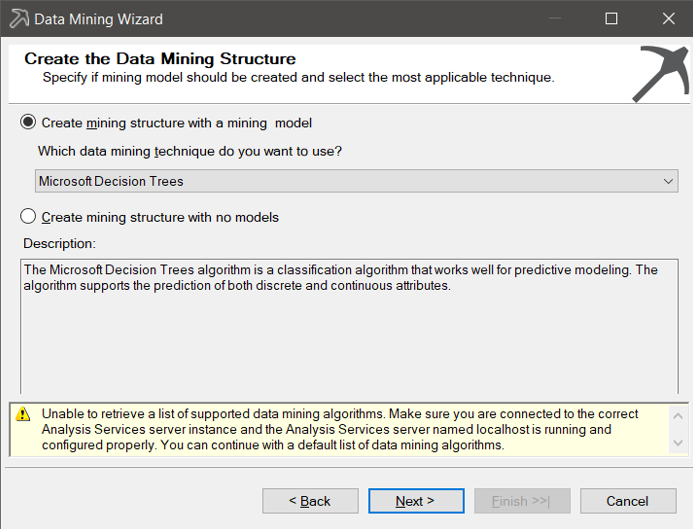 Data Mining Wizard
Create the Data Mining Structure
Specify if mining model should be created and select the most applicable technique.
Create mining structure with a mining  model
Which data mining technique do you want to use?
Microsoft Decision Trees
Create mining structure with no models
Description:
The Microsoft Decision Trees algorithm is a classification algorithm that works well for predictive modeling. The
algorithm supports the prediction of both discrete and continuous attributes.
Unable to retrieve a list of supported data mining algorithms. Make sure you are connected to the correct
Analysis Services server instance and the Analysis Services server named localhost is running and
configured properly. You can continue with a default list of data mining algorithms.
< Back
Next >
Finish >>|
Cancel